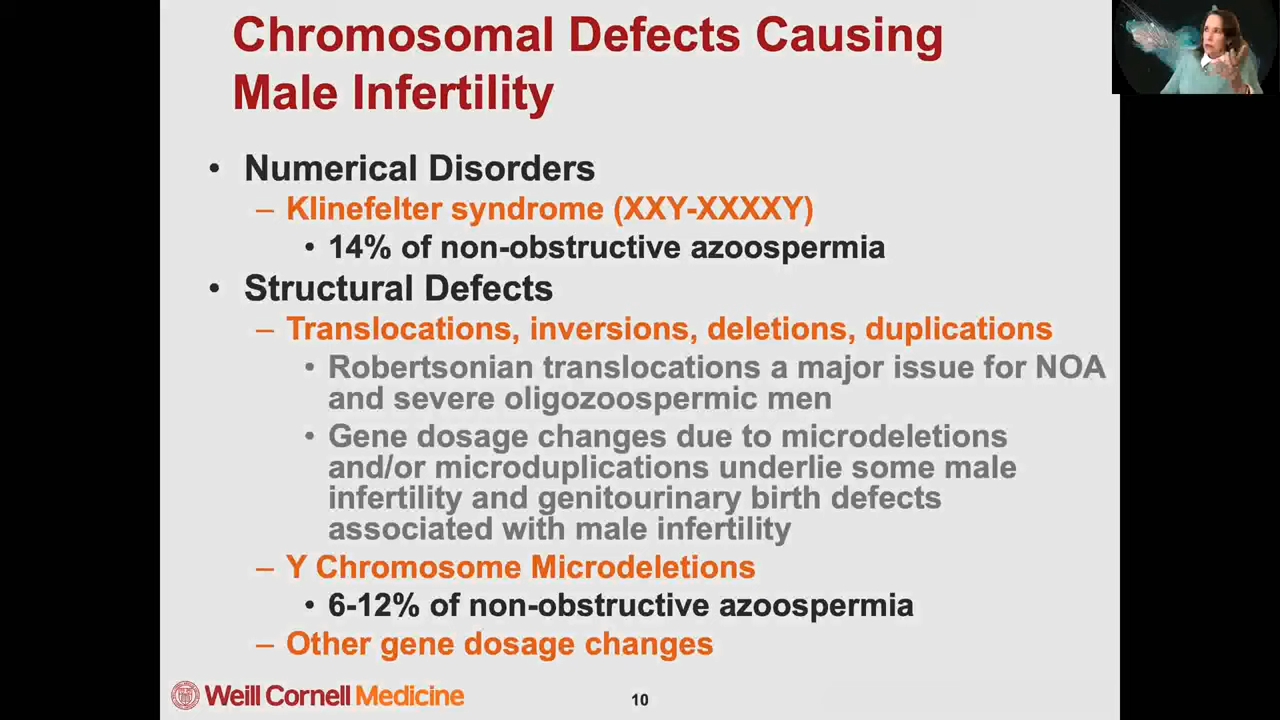 Chromosomal Defects Causing
Male Infertility
• Numerical Disorders
– Klinefelter syndrome (XXY-XXXXY)
• 14% of non-obstructive azoospermia
• Structural Defects
– Translocations, inversions, deletions, duplications
• Robertsonian translocations a major issue for NOA
and severe oligozoospermic men
• Gene dosage changes due to microdeletions
and/or microduplications underlie some male
infertility and genitourinary birth defects
associated with male infertility
– Y Chromosome Microdeletions
• 6-12% of non-obstructive azoospermia
– Other gene dosage changes
Weill Cornell Medicine
10